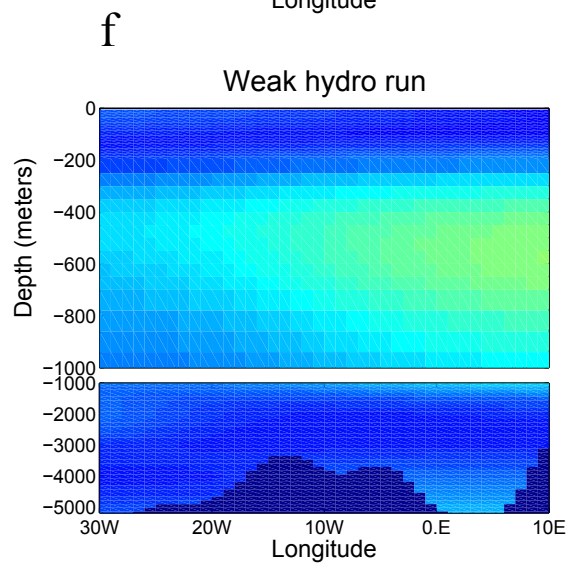 Longitude
f
Weak hydro run
Depth (meters)
0
−200
−400
−600
−800
−1000
−1000
−2000
−3000
−4000
−5000
30W 20W 10W 0.E 10E
Longitude